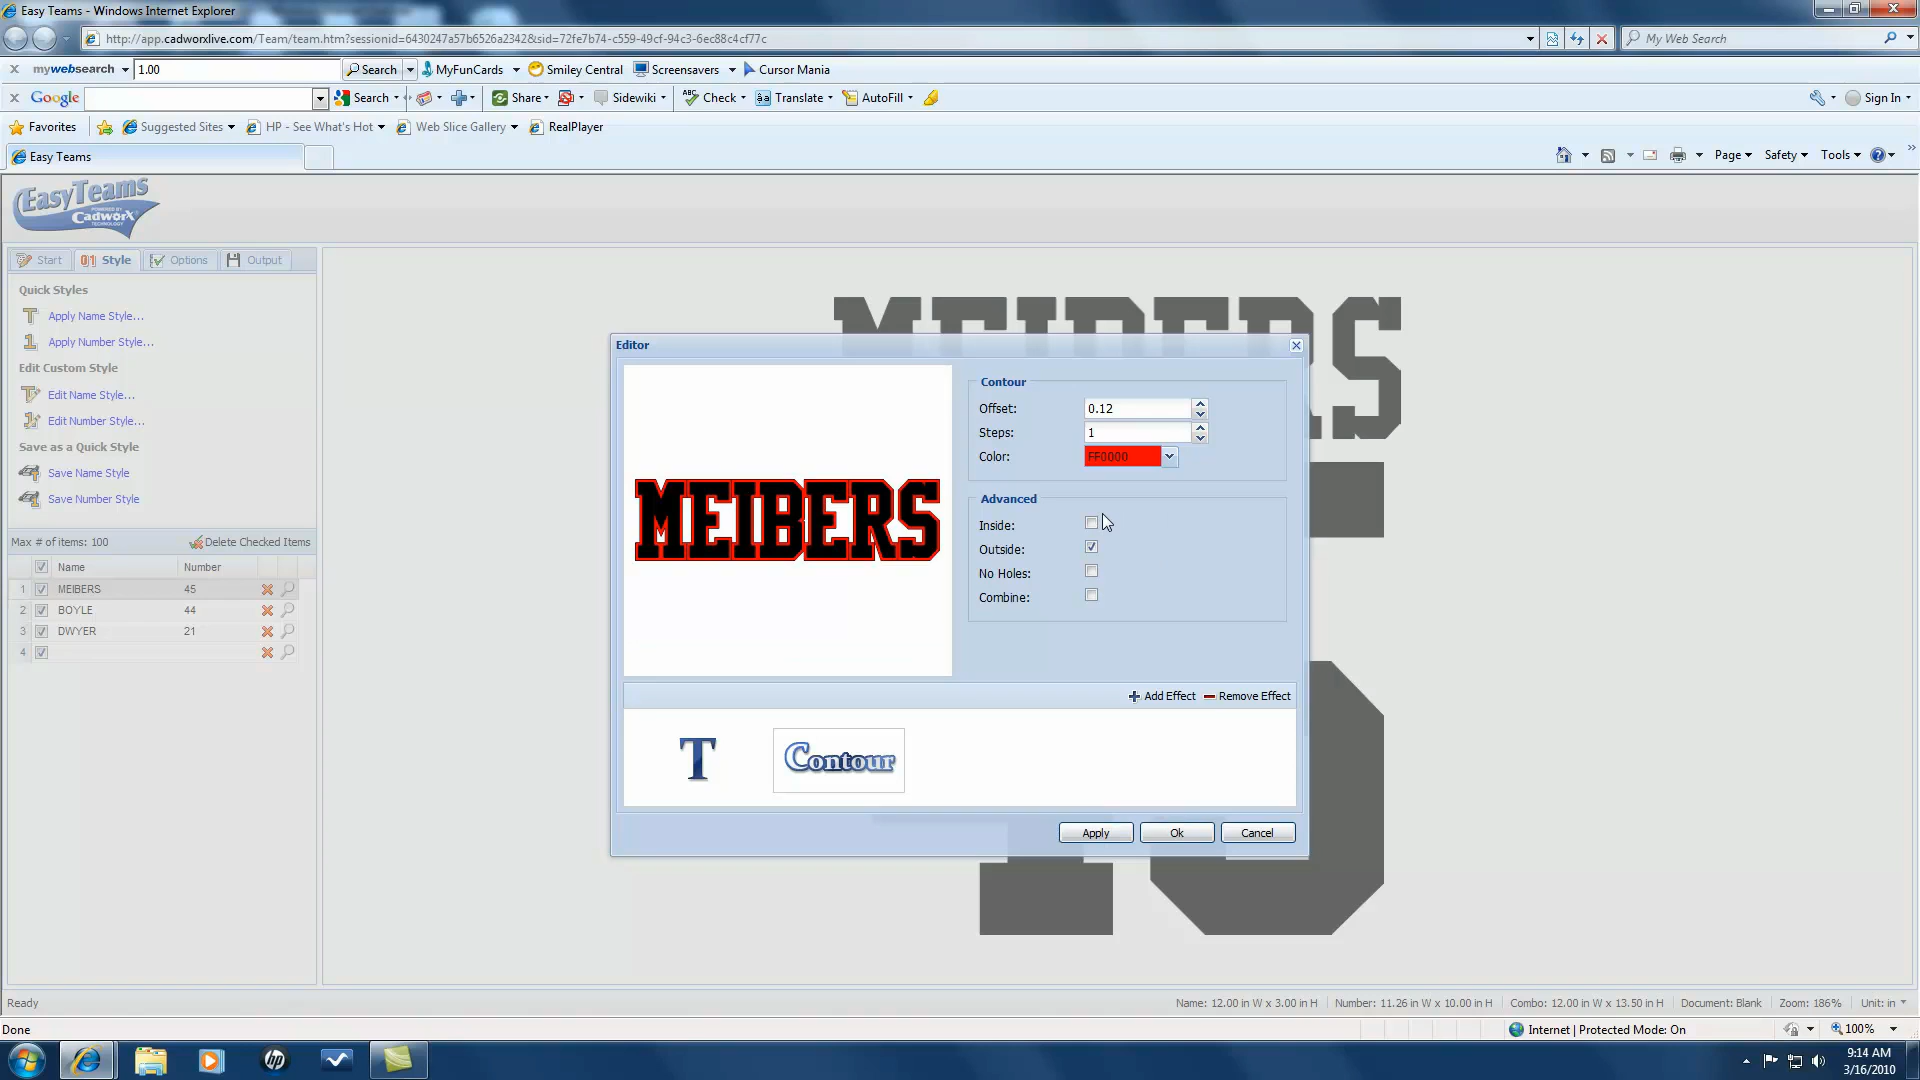 Easy Teams - Windows Internet Explorer
http://app.cadworxlive.com/Team/team.htm?sessionid=6430247a57b6526a2342&sid=72fe7b74-c559-49cf-94c3-6ec88c4cf77c
My Web Search
x mywebsearch 1.00 Search MyFunCards Smiley Central Screensavers Cursor Mania
x Google Search Share Sidewiki Check Translate AutoFill Sign In
Favorites Suggested Sites HP - See What's Hot Web Slice Gallery RealPlayer
Easy Teams Page Safety Tools
EasyTeams
POWERED BY
CadworX
TECHNOLOGY
Start Style Options Output
Quick Styles
Apply Name Style...
Apply Number Style...
Edit Custom Style
Edit Name Style...
Edit Number Style...
Save as a Quick Style
Save Name Style
Save Number Style
Max # of items: 100 Delete Checked Items
Name Number
1 MEIBERS 45
2 BOYLE 44
3 DWYER 21
4
MEIBERS
Editor
MEIBERS
Contour
Offset: 0.12
Steps: 1
Color: FF0000
Advanced
Inside:
Outside:
No Holes:
Combine:
Add Effect Remove Effect
T Contour
Apply Ok Cancel
Ready Name: 12.00 in W x 3.00 in H Number: 11.26 in W x 10.00 in H Combo: 12.00 in W x 13.50 in H Document: Blank Zoom: 186% Unit: in
Done Internet | Protected Mode: On 100%
hp
9:14 AM
3/16/2010